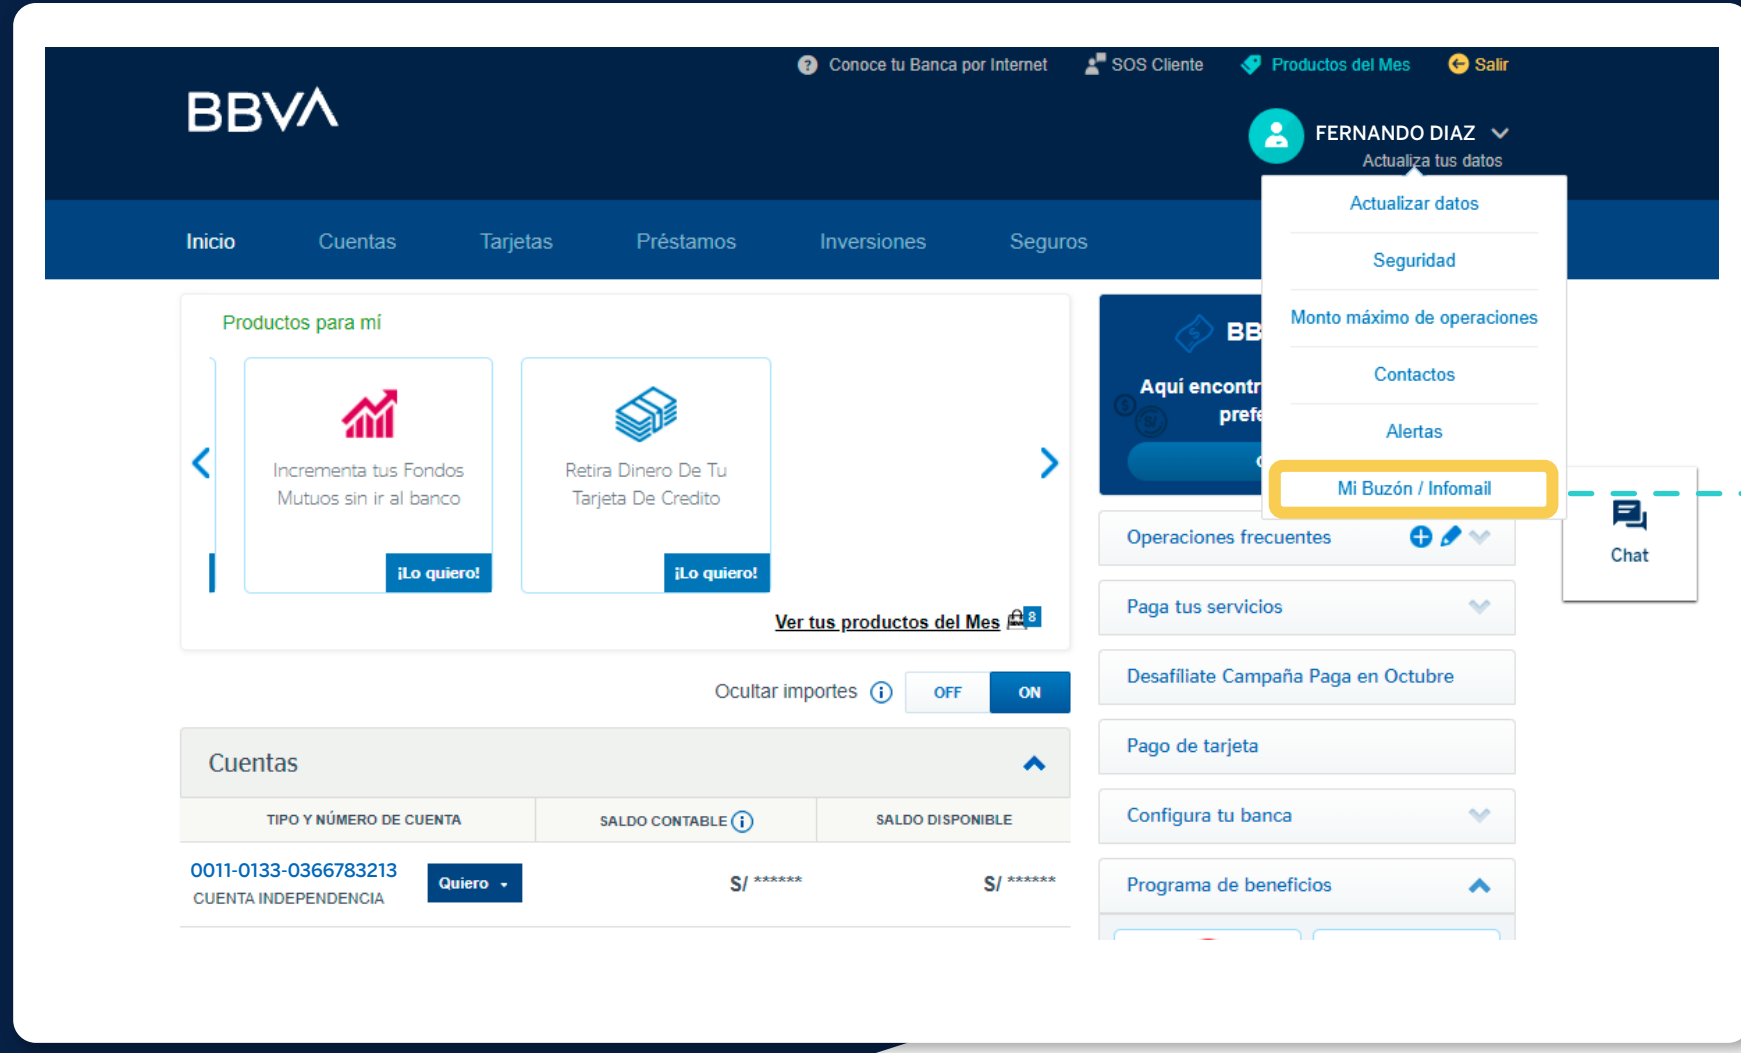 Conoce tu Banca por Internet
SOS Cliente
Productos del Mes
Salir
BBVA
FERNANDO DIAZ
Actualiza tus datos
Inicio
Cuentas
Tarjetas
Préstamos
Inversiones
Seguros
Actualizar datos
Seguridad
Monto máximo de operaciones
Contactos
Alertas
Mi Buzón / Infomail
Productos para mí
Incrementa tus Fondos
Mutuos sin ir al banco
¡Lo quiero!
Retira Dinero De Tu
Tarjeta De Credito
¡Lo quiero!
Ver tus productos del Mes 8
BB
Aquí encontr
prefe
Chat
Operaciones frecuentes
Paga tus servicios
Desafíliate Campaña Paga en Octubre
Pago de tarjeta
Configura tu banca
Programa de beneficios
Ocultar importes
OFF
ON
Cuentas
TIPO Y NÚMERO DE CUENTA
SALDO CONTABLE
SALDO DISPONIBLE
0011-0133-0366783213
CUENTA INDEPENDENCIA
Quiero
S/ ******
S/ ******